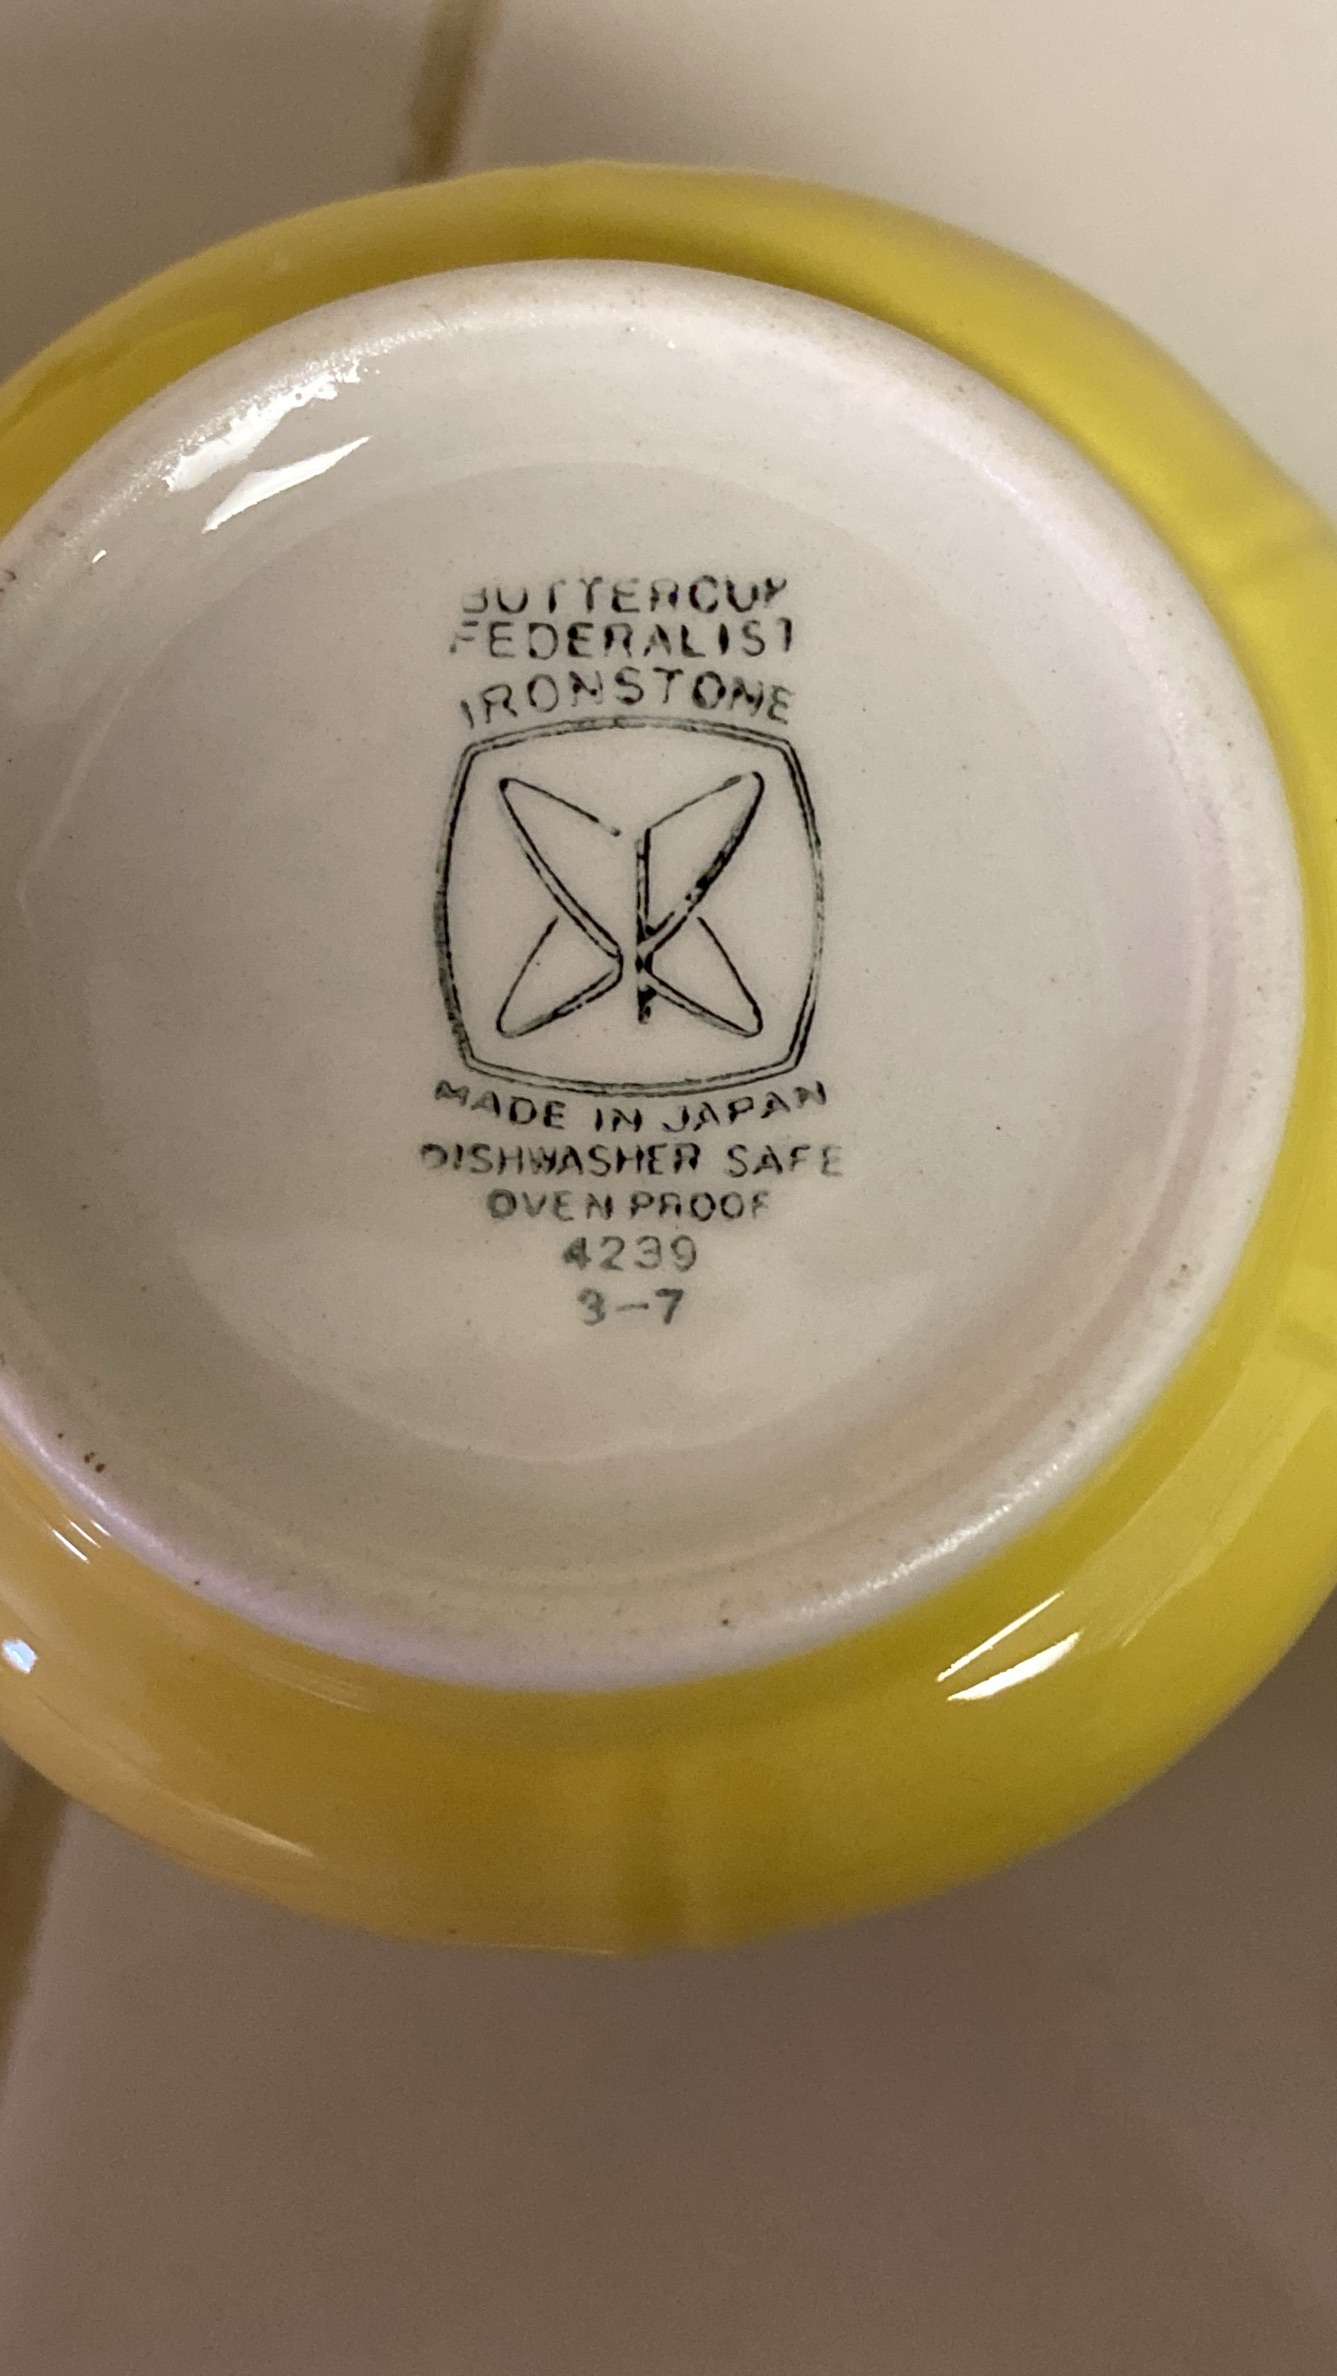 BUTTERCUP
FEDERALIST
IRONSTONE
MADE IN JAPAN
DISHWASHER SAFE
OVEN PROOF
4239
3-7